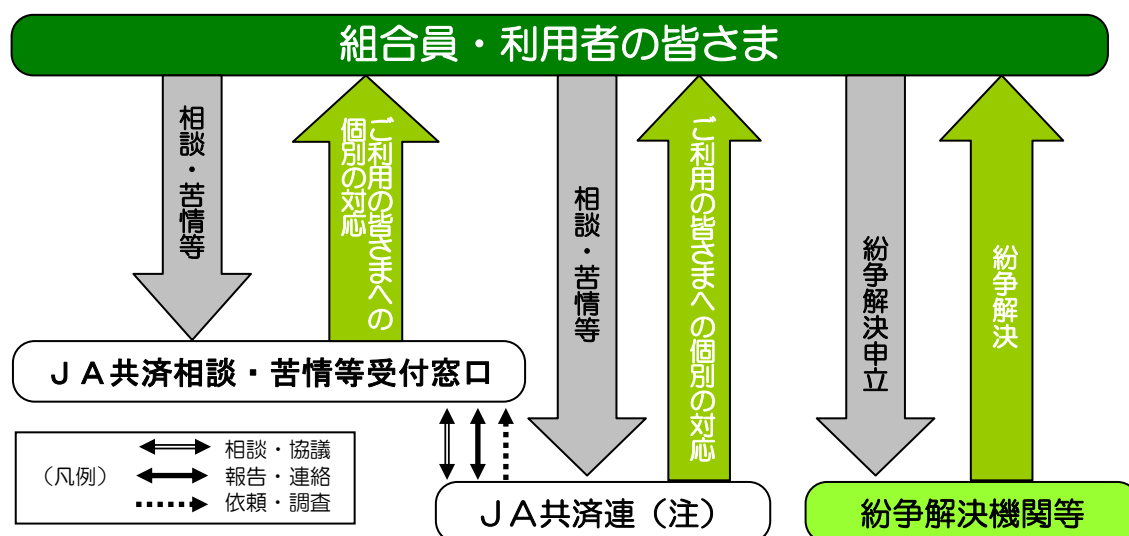 組合員・利用者の皆さま
相談・苦情等
ご利用の皆さまへの
個別の対応
相談・苦情等
ご利用の皆さまへの個別の対応
紛争解決申立
紛争解決
ＪＡ共済相談・苦情等受付窓口
（凡例）
相談・協議
報告・連絡
依頼・調査
ＪＡ共済連（注）
紛争解決機関等